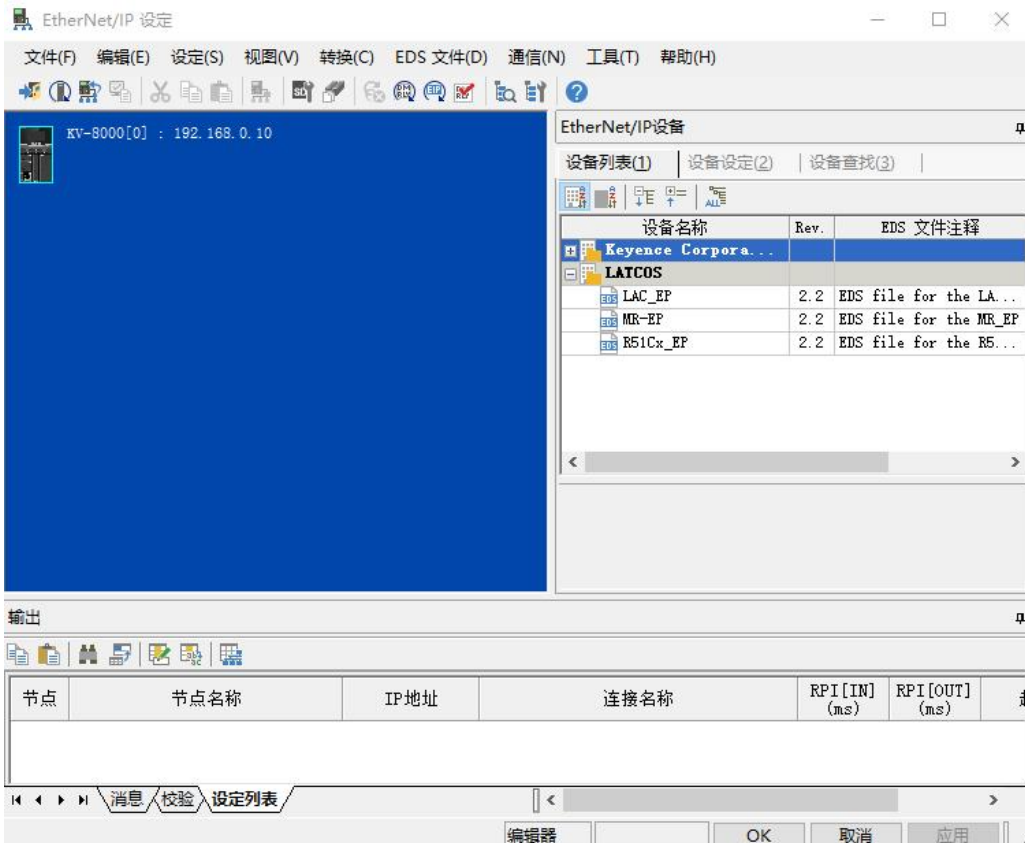 EtherNet/IP 设定
文件(F) 编辑(E) 设定(S) 视图(V) 转换(C) EDS 文件(D) 通信(N) 工具(T) 帮助(H)
KV-8000[0] : 192.168.0.10
EtherNet/IP设备
设备列表(1) 设备设定(2) 设备查找(3)
设备名称 Rev. EDS 文件注释
Keyence Corpora...
LATCOS
LAC_EP 2.2 EDS file for the LA...
MR-EP 2.2 EDS file for the MR_EP
R51Cx_EP 2.2 EDS file for the R5...
输出
节点 节点名称 IP地址 连接名称 RPI[IN] (ms) RPI[OUT] (ms)
消息 校验 设定列表
编辑器 OK 取消 应用